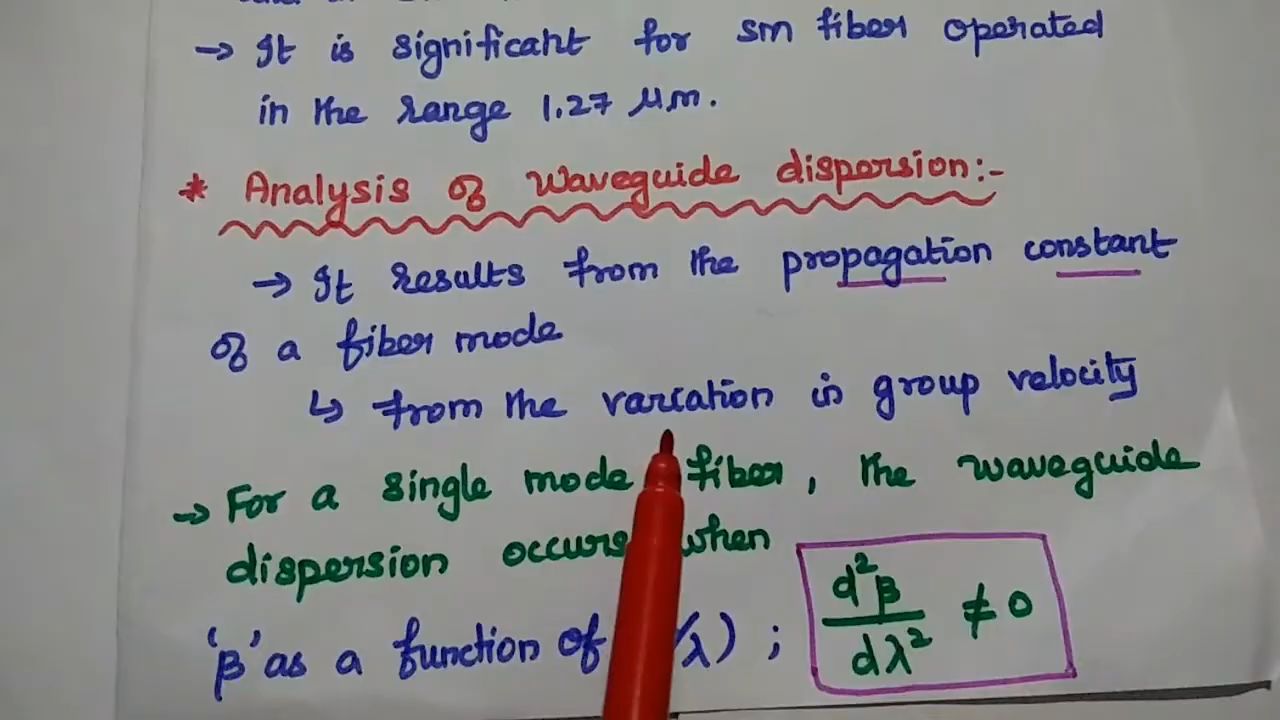 → It is significant for sm fiber operated
in the range 1.27 μm.
* Analysis of Waveguide dispersion:-
→ It results from the propagation constant
of a fiber mode
↳ from the variation in group velocity
→ For a single mode fiber, the waveguide
dispersion occurs when
'β' as a function of /λ) ; d²β/dλ² ≠ 0